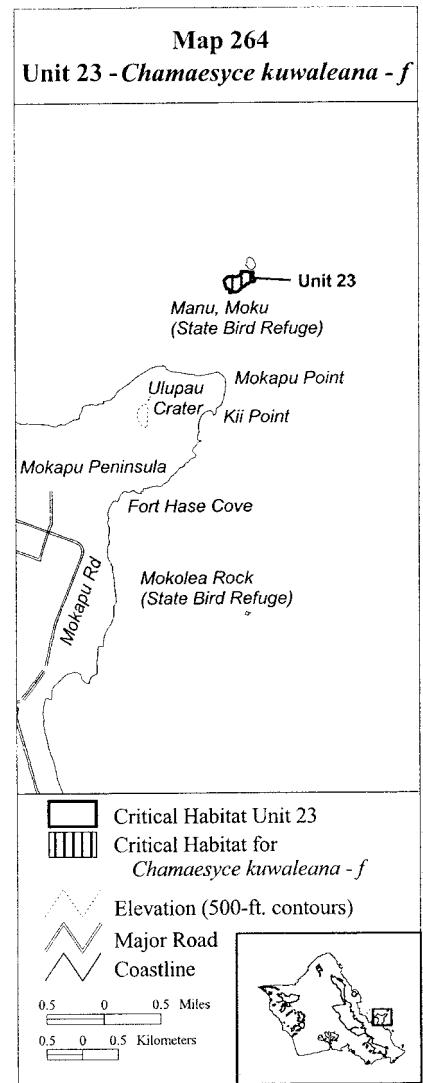 Map 264
Unit 23 - Chamaesyce kuwaleana - f
Unit 23
Manu, Moku
(State Bird Refuge)
Ulupau
Crater
Mokapu Point
Kii Point
Mokapu Peninsula
Fort Hase Cove
Mokapu Rd
Mokolea Rock
(State Bird Refuge)
Critical Habitat Unit 23
Critical Habitat for
Chamaesyce kuwaleana - f
Elevation (500-ft. contours)
Major Road
Coastline
0.5 0 0.5 Miles
0.5 0 0.5 Kilometers